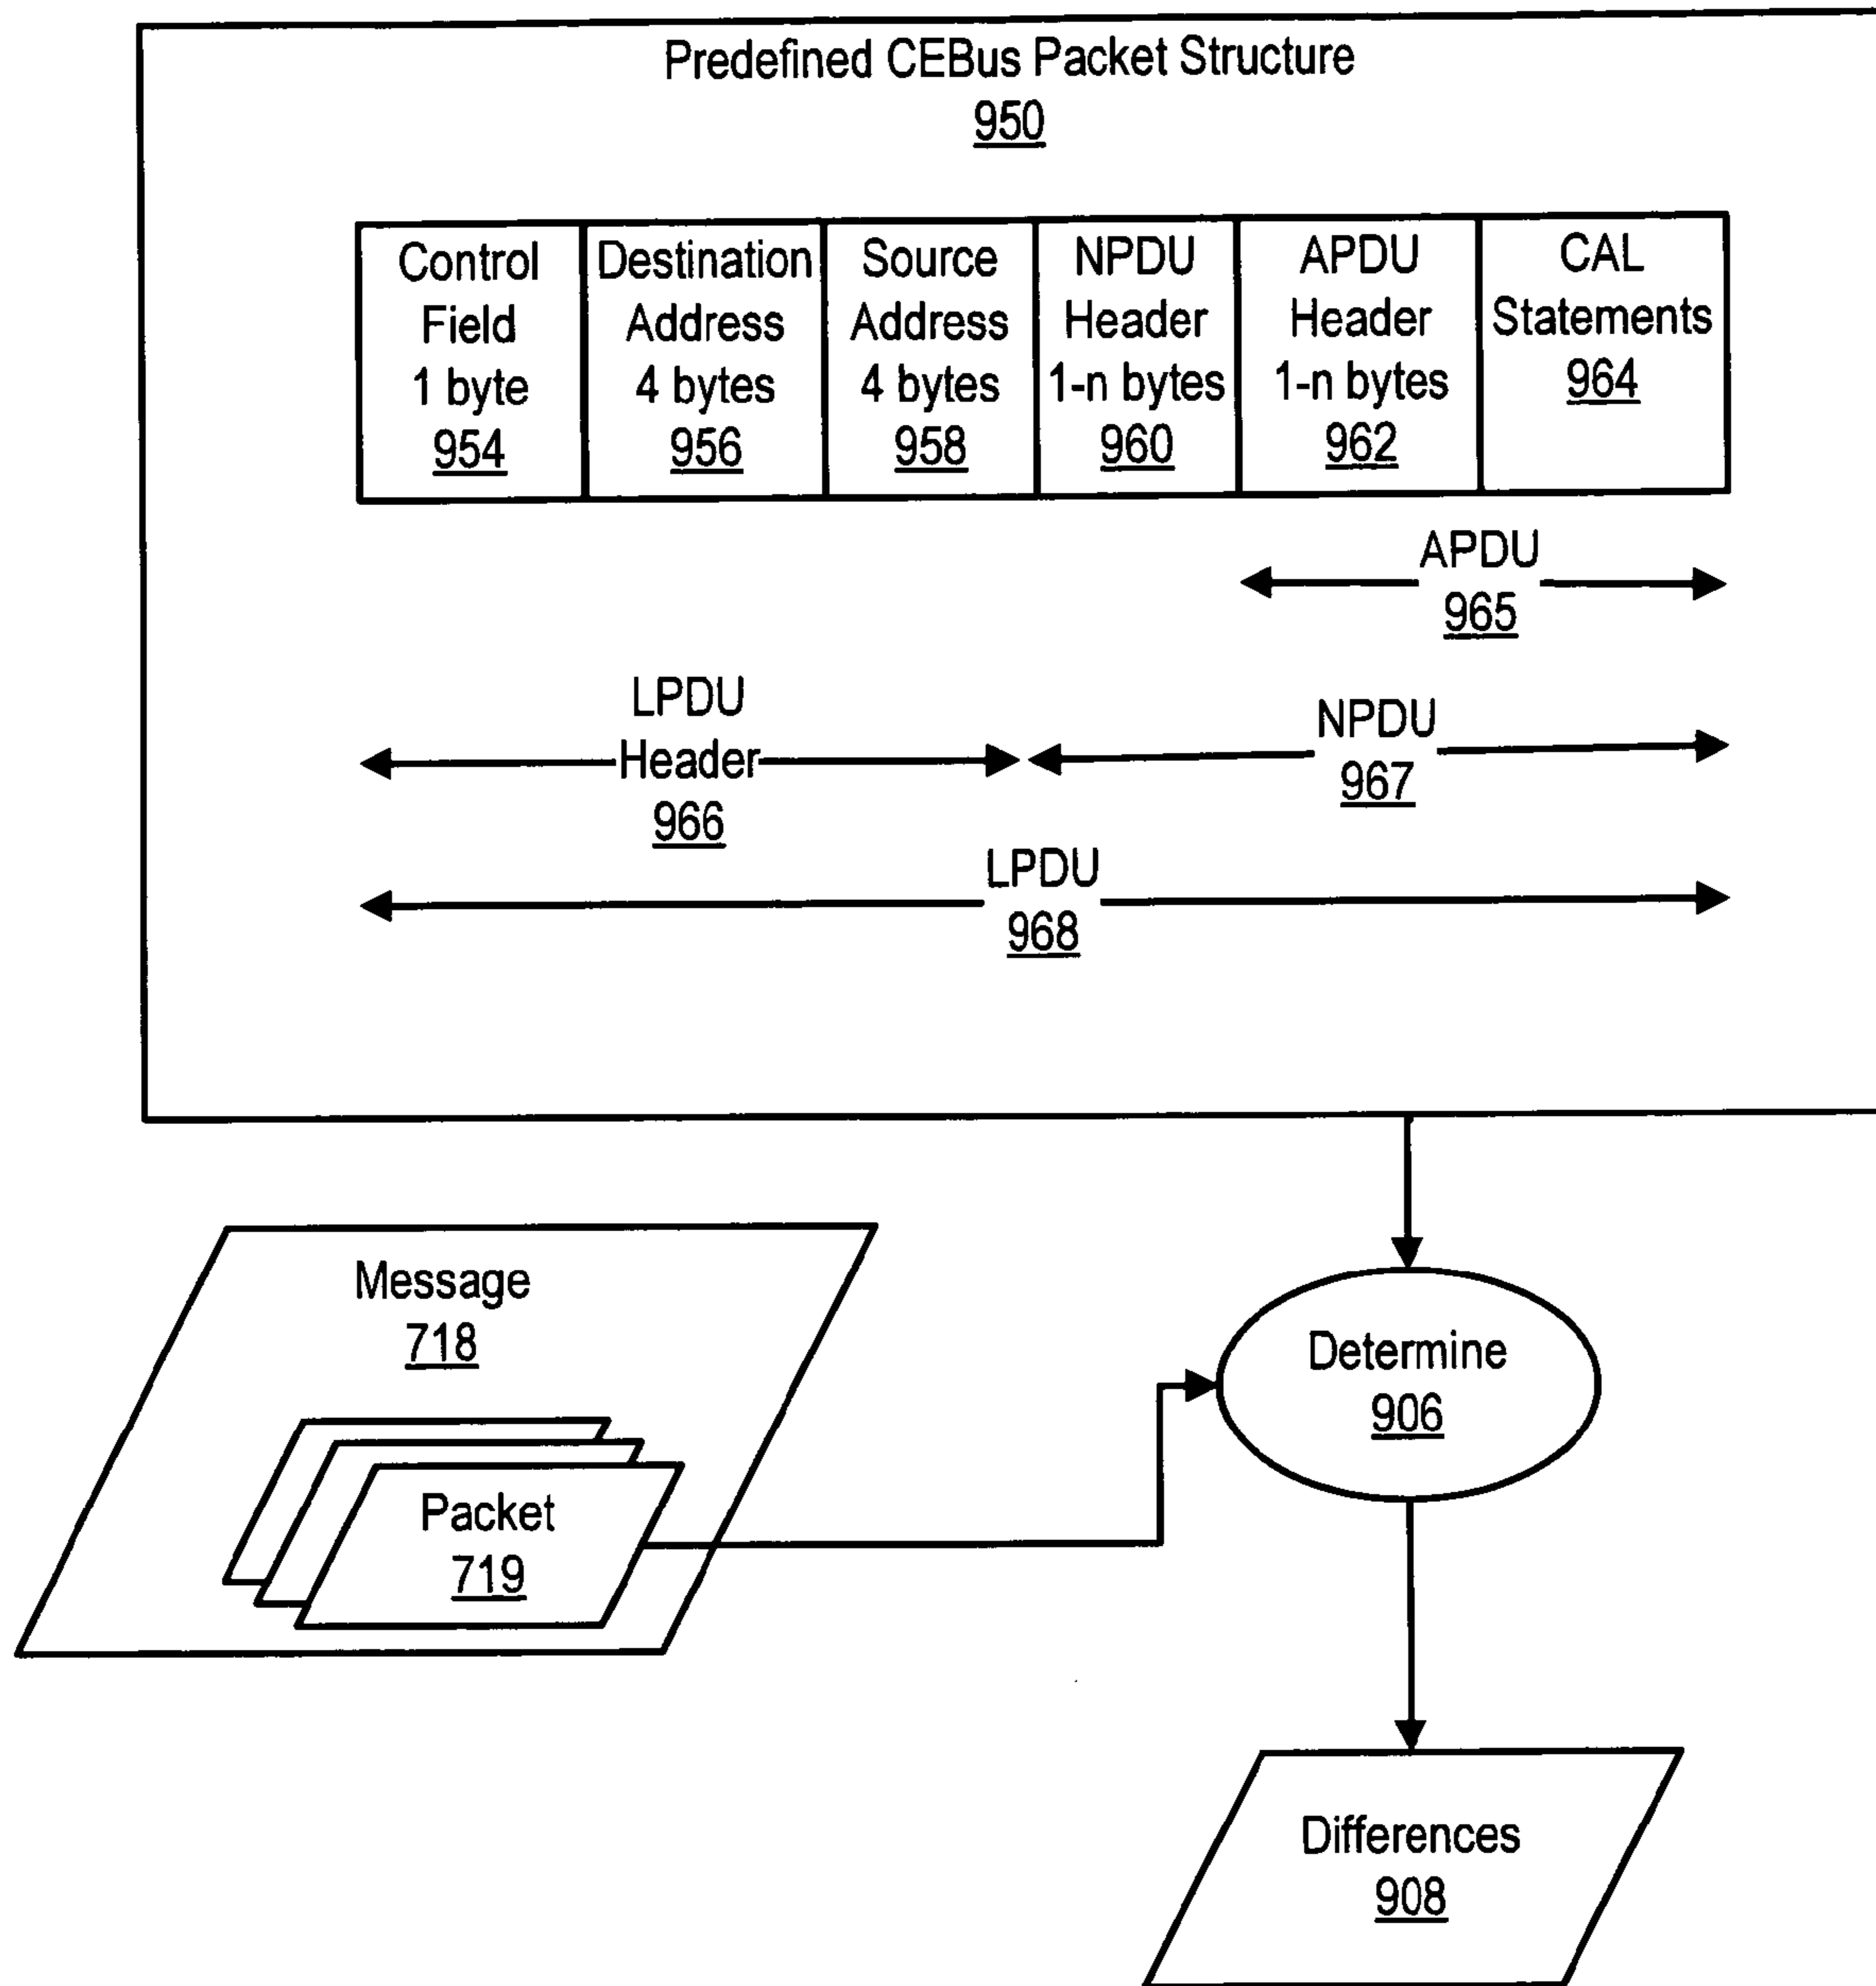 Predefined CEBus Packet Structure
950
Control
Field
1 byte
954
Destination
Address
4 bytes
956
Source
Address
4 bytes
958
NPDU
Header
1-n bytes
960
APDU
Header
1-n bytes
962
CAL
Statements
964
APDU
965
LPDU
Header
966
NPDU
967
LPDU
968
Message
718
Packet
719
Determine
906
Differences
908